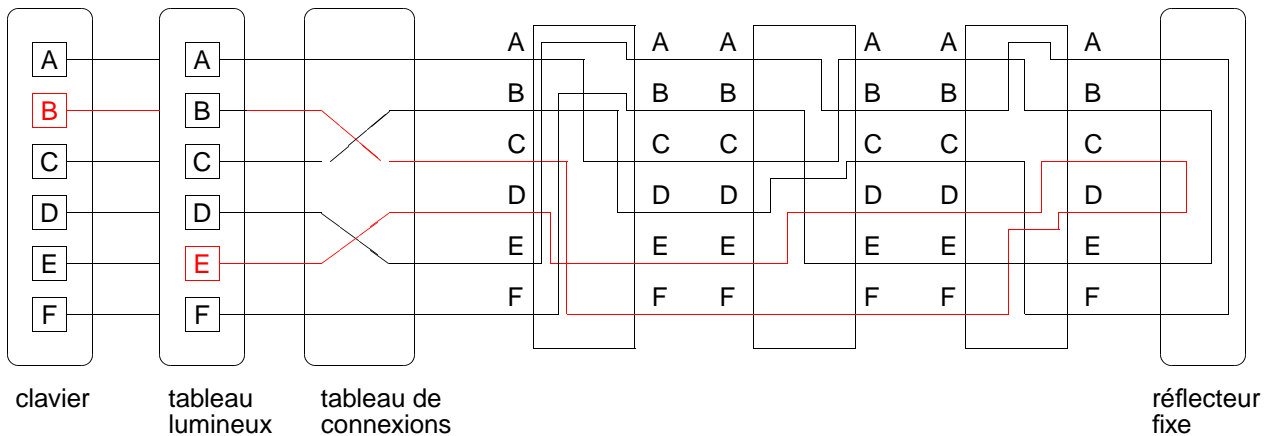 A A A A A A A A
B B B B B B B B
C C C C C C C C
D D D D D D D D
E E E E E E E E
F F F F F F F F
clavier tableau tableau de réflecteur
lumineux connexions fixe